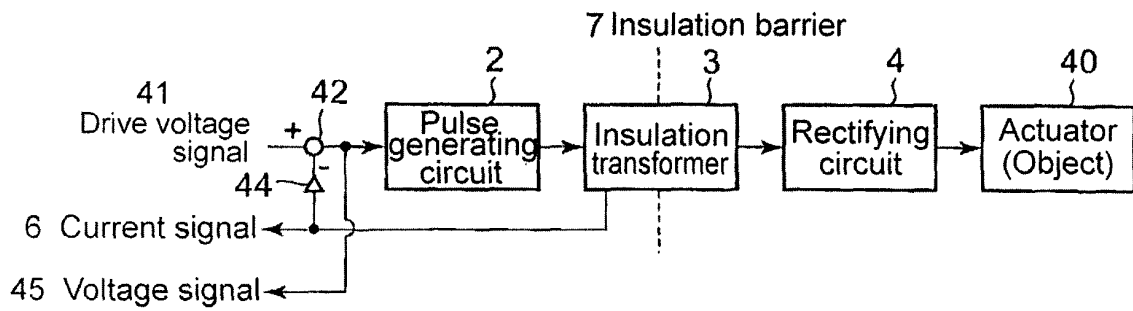 7 Insulation barrier
2
3
4
40
41
42
Drive voltage
signal
+
-
Pulse
generating
circuit
Insulation
transformer
Rectifying
circuit
Actuator
(Object)
44
6 Current signal
45 Voltage signal